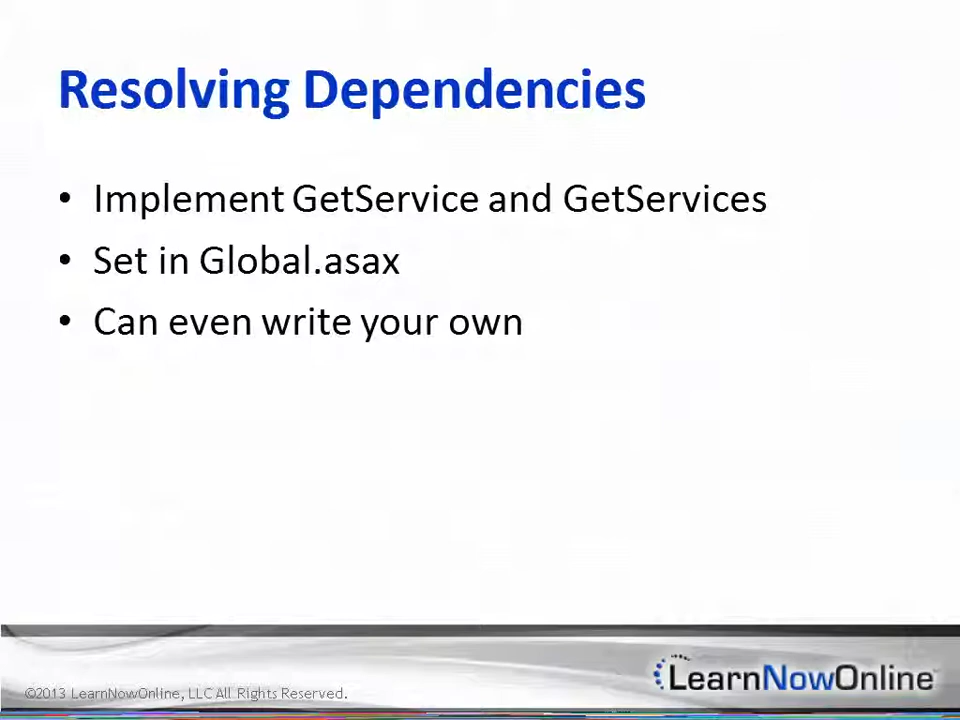 Resolving Dependencies
• Implement GetService and GetServices
• Set in Global.asax
• Can even write your own
©2013 LearnNowOnline, LLC All Rights Reserved.
LearnNowOnline